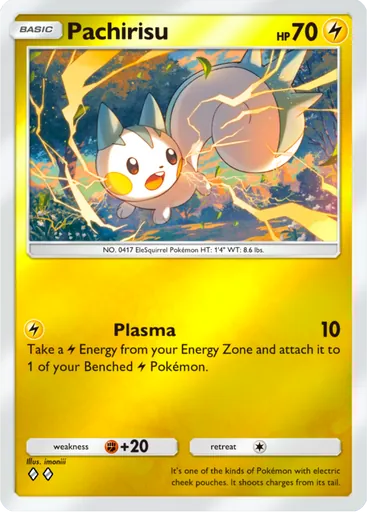 BASIC Pachirisu HP 70
NO. 0417 EleSquirrel Pokémon HT: 1'4" WT: 8.6 lbs.
Plasma 10
Take a Energy from your Energy Zone and attach it to
1 of your Benched Pokémon.
weakness +20 retreat
Illus. imoniii
It's one of the kinds of Pokémon with electric
cheek pouches. It shoots charges from its tail.